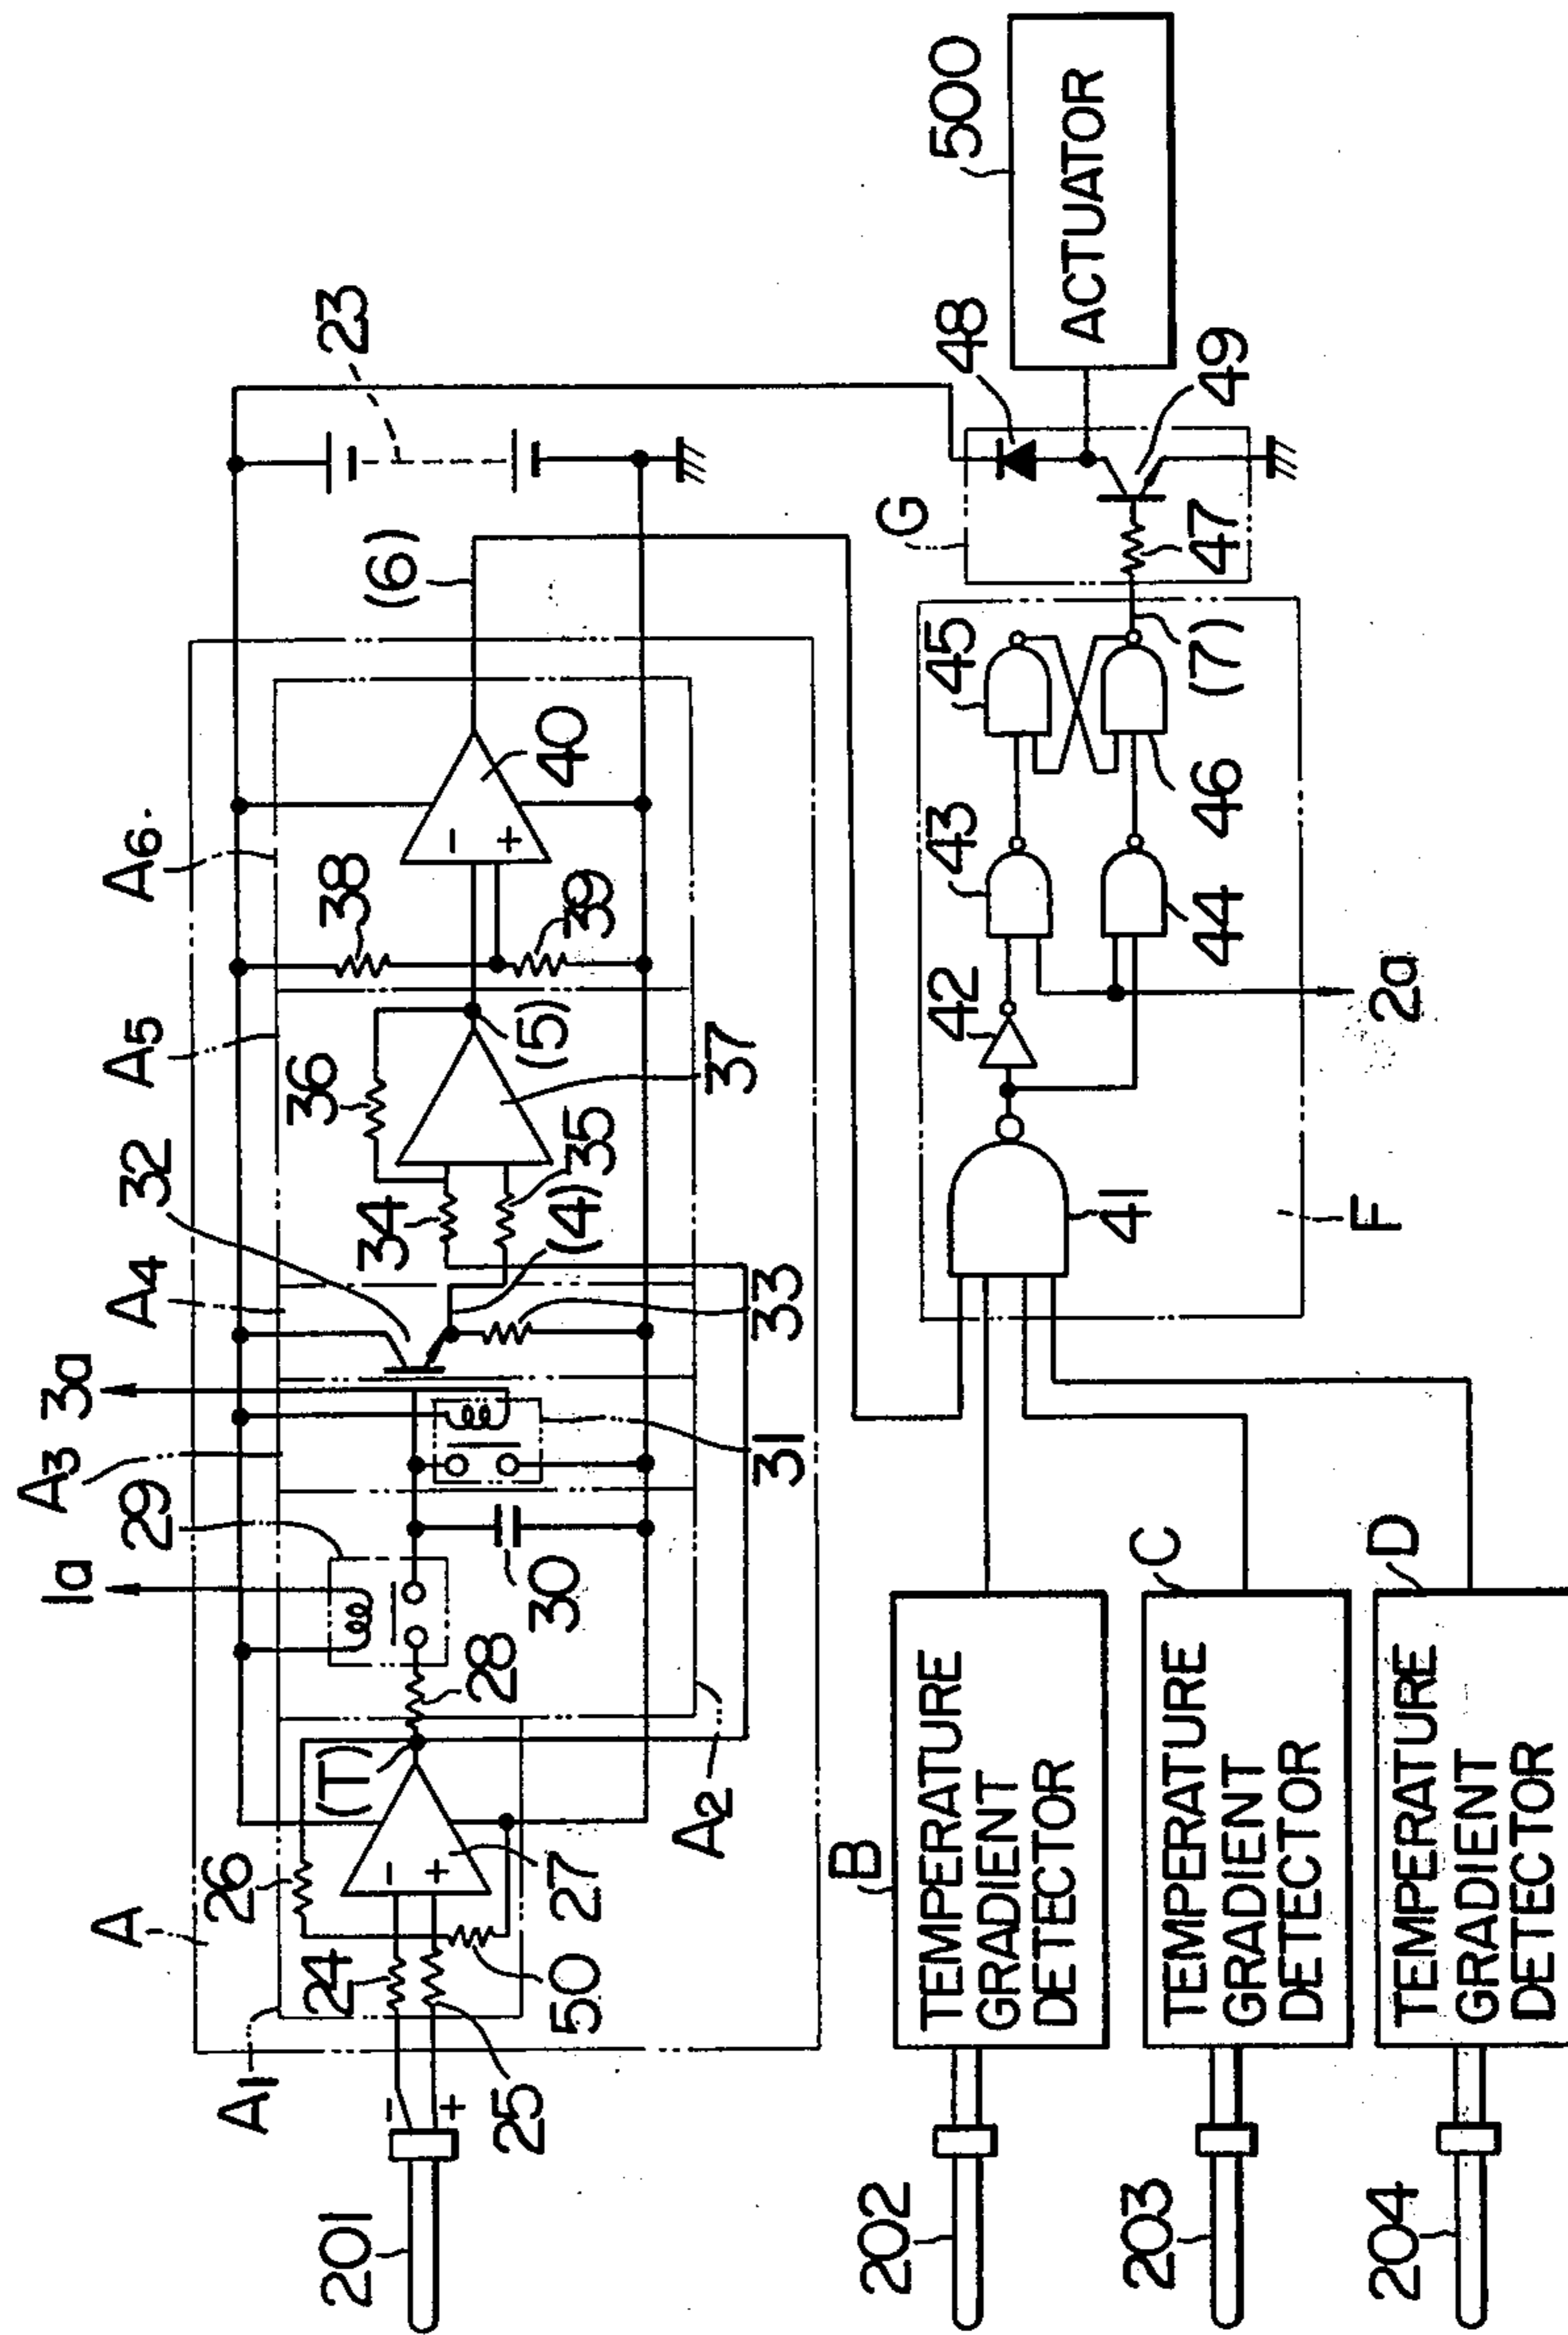 A
A1
201
−
+
24
25
26
−
+
27
50
(T)
28
A2
1a
29
30
A3
3a
31
A4
32
33
(4)
34
35
36
37
(5)
A5
A6
38
39
−
+
40
(6)
23
202
B
TEMPERATURE
GRADIENT
DETECTOR
203
C
TEMPERATURE
GRADIENT
DETECTOR
204
D
TEMPERATURE
GRADIENT
DETECTOR
41
F
42
2a
43
44
45
46
(7)
G
47
48
49
500
ACTUATOR